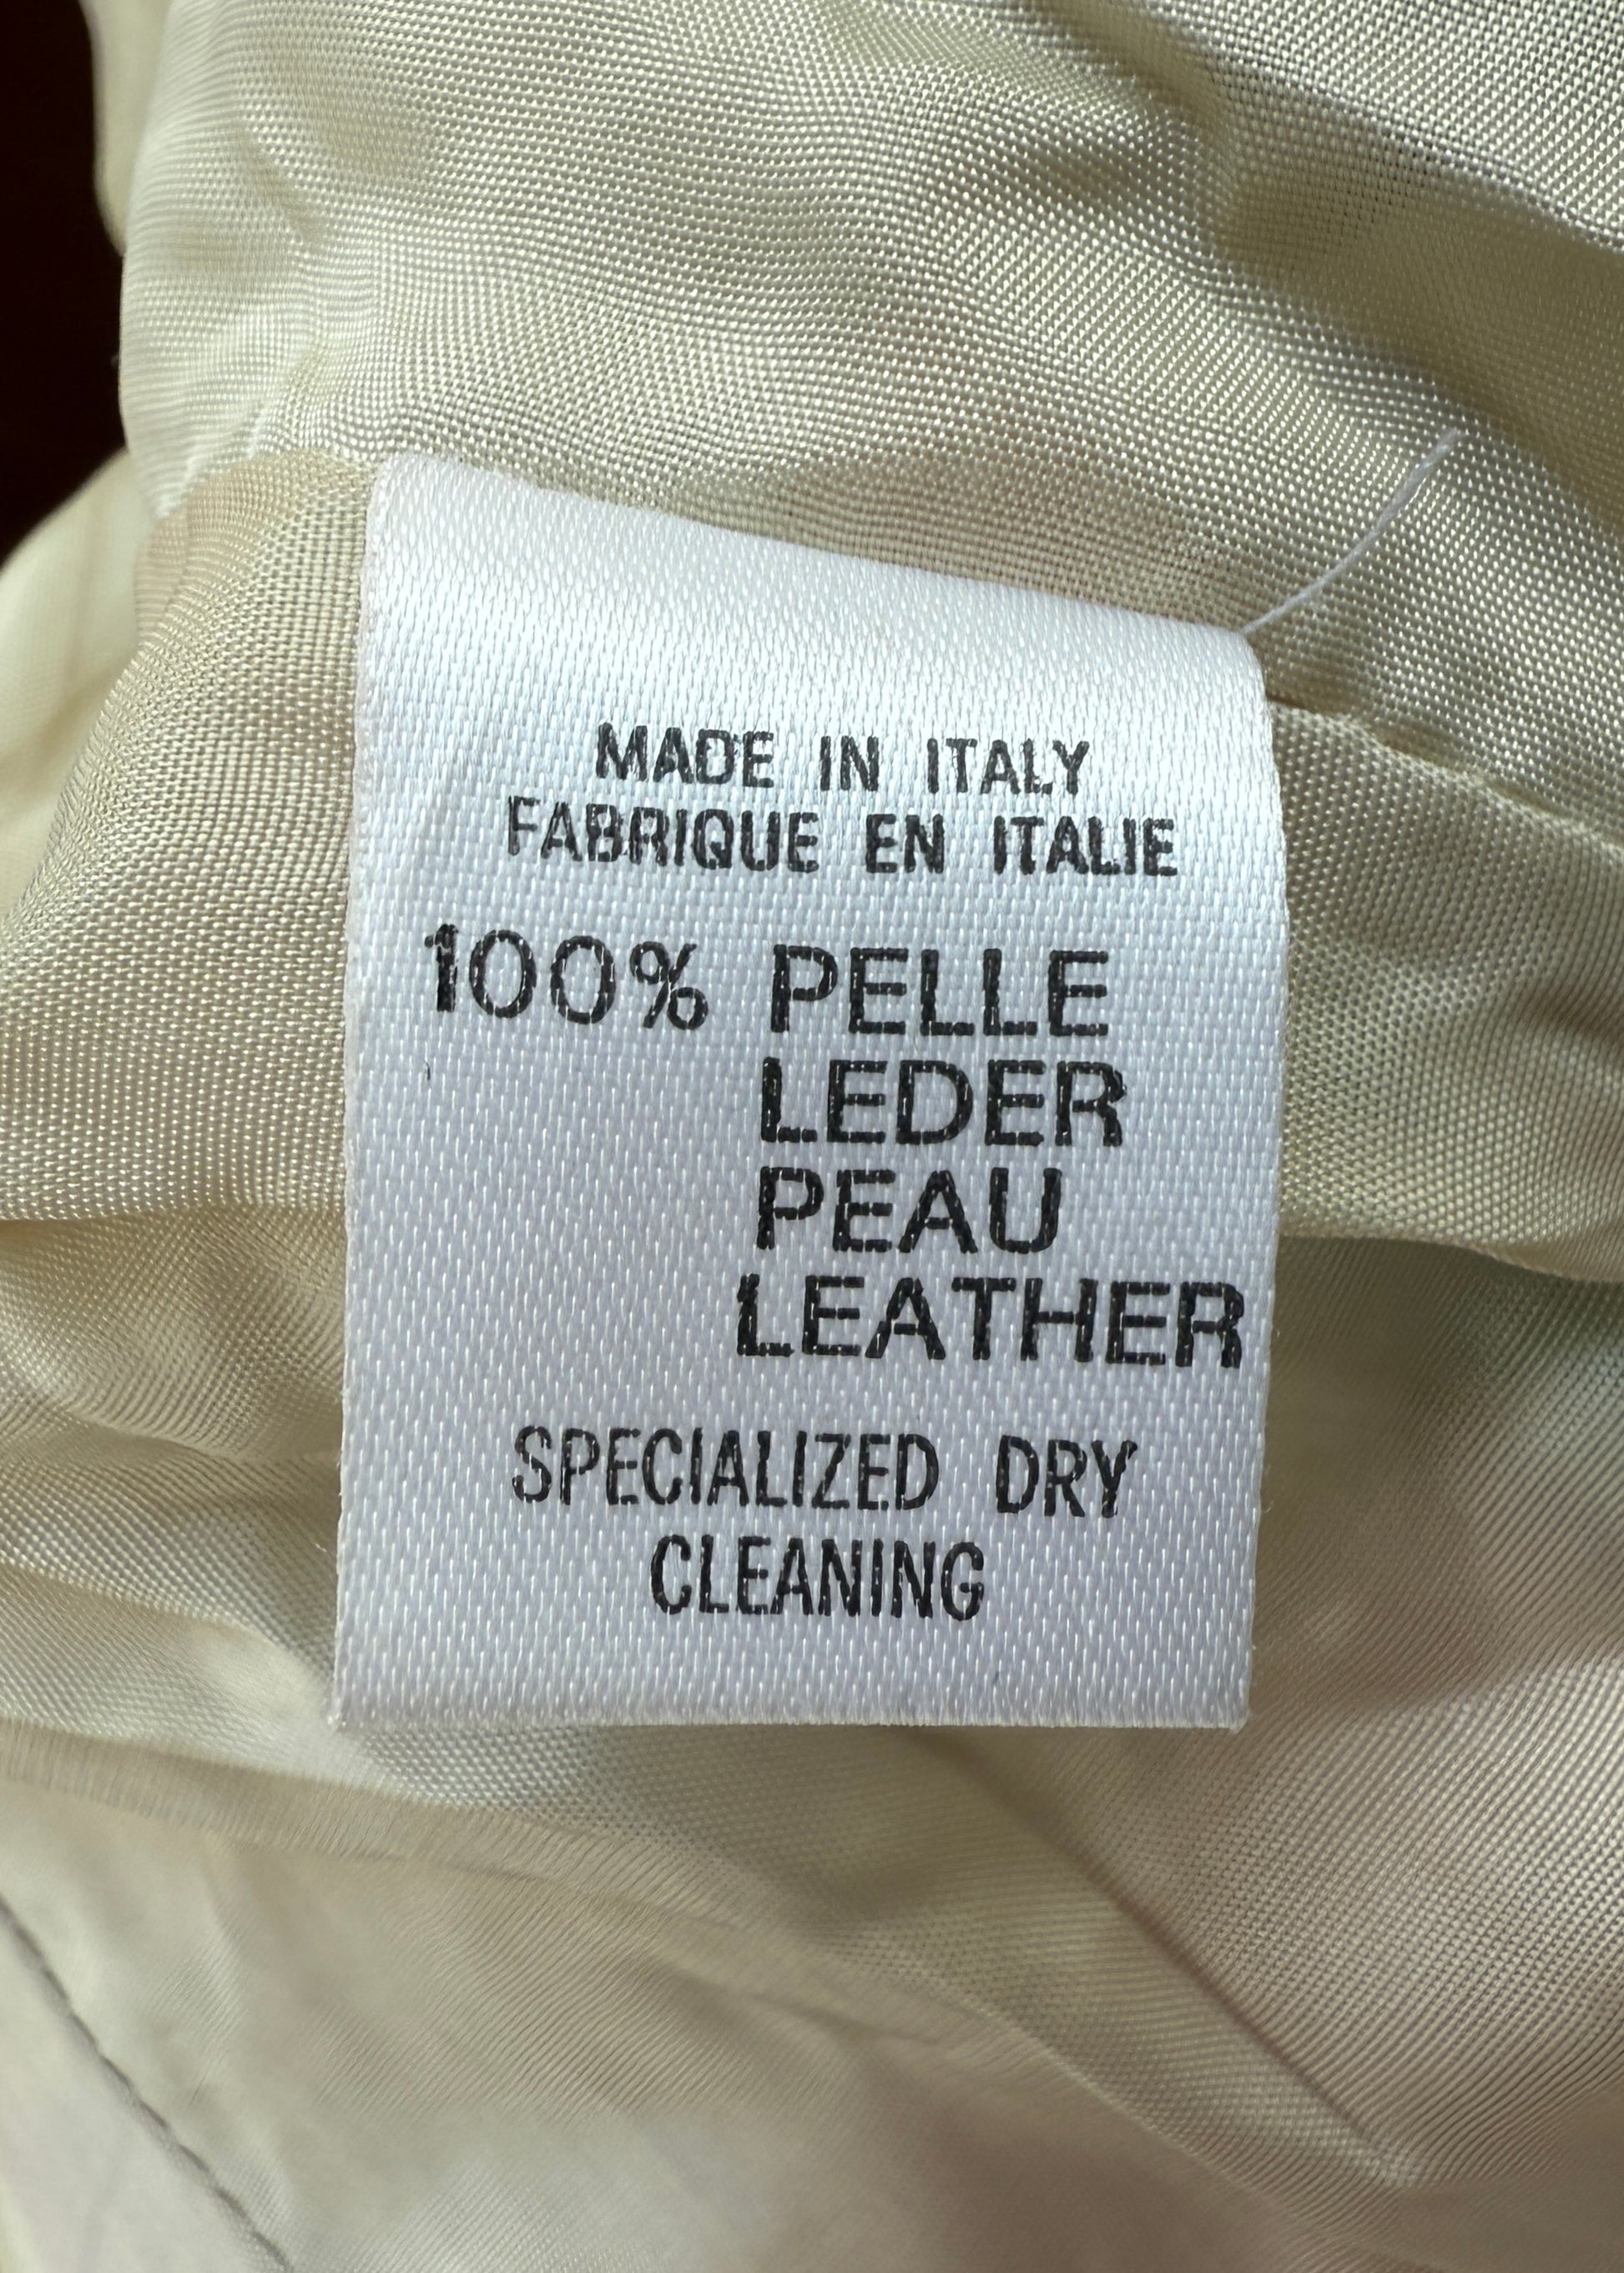 MADE IN ITALY
FABRIQUE EN ITALIE
100% PELLE
LEDER
PEAU
LEATHER
SPECIALIZED DRY
CLEANING